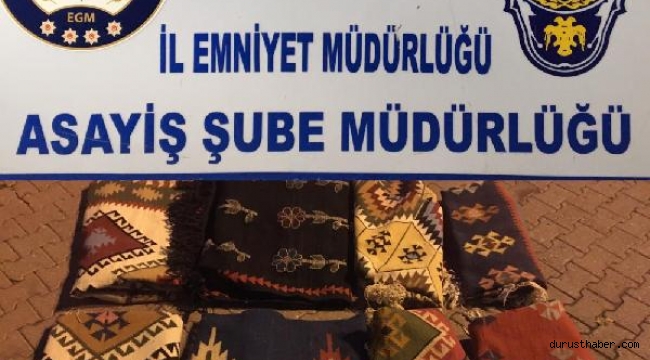 EGM
İL EMNİYET MÜDÜRLÜĞÜ
ASAYİŞ ŞUBE MÜDÜRLÜĞÜ
durusthaber.com